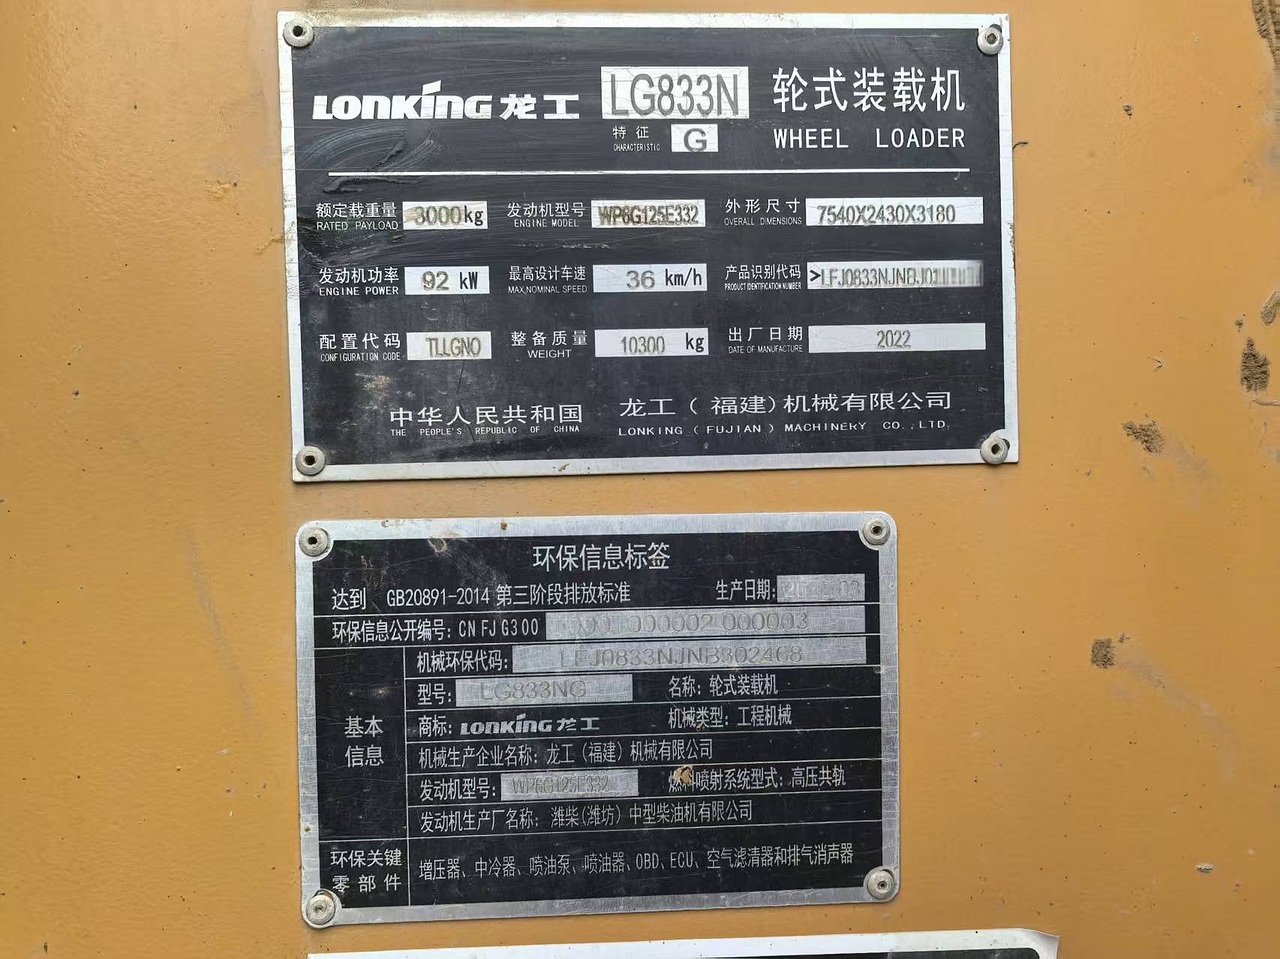 LONKING 龙工 LG833N 轮式装载机
特征 G WHEEL LOADER
CHARACTERISTIC
额定载重量 3000kg 发动机型号 WP6G125E332 外形尺寸 7540X2430X3180
RATED PAYLOAD ENGINE MODEL OVERALL DIMENSIONS
发动机功率 92 kW 最高设计车速 36 km/h 产品识别代码
ENGINE POWER MAX,NOMINAL SPEED PRODUCT IDENTIFICATION NUMBER
配置代码 TLLGNO 整备质量 10300 kg 出厂日期 2022
CONFIGURATION CODE WEIGHT DATE OF MANUFACTURE
中华人民共和国 龙工(福建)机械有限公司
THE PEOPLE'S REPUBLIC OF CHINA LONKING (FUJIAN) MACHINERY CO.,LTD.
环保信息标签
达到 GB20891-2014 第三阶段排放标准 生产日期:
环保信息公开编号: CN FJ G3 00
机械环保代码:
型号: LG833NG 名称: 轮式装载机
商标: LONKING 龙工 机械类型: 工程机械
基本信息
机械生产企业名称: 龙工(福建)机械有限公司
发动机型号: WP6G125E332 燃料喷射系统型式: 高压共轨
发动机生产厂名称: 潍柴(潍坊)中型柴油机有限公司
环保关键零部件
增压器、中冷器、喷油泵、喷油器、OBD、ECU、空气滤清器和排气消声器